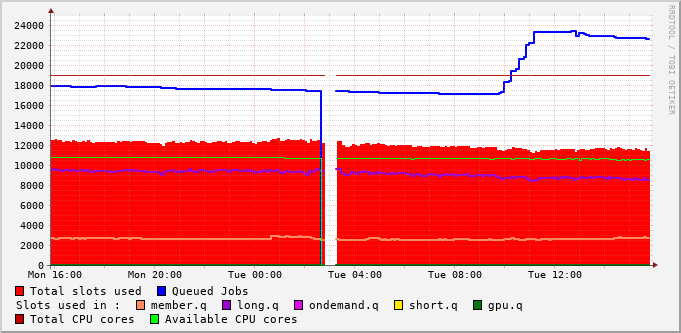 RRDTOOL / TOBI OETIKER
24000
22000
20000
18000
16000
14000
12000
10000
8000
6000
4000
2000
0
Mon 16:00 Mon 20:00 Tue 00:00 Tue 04:00 Tue 08:00 Tue 12:00
Total slots used Queued Jobs
Slots used in : member.q long.q ondemand.q short.q gpu.q
Total CPU cores Available CPU cores